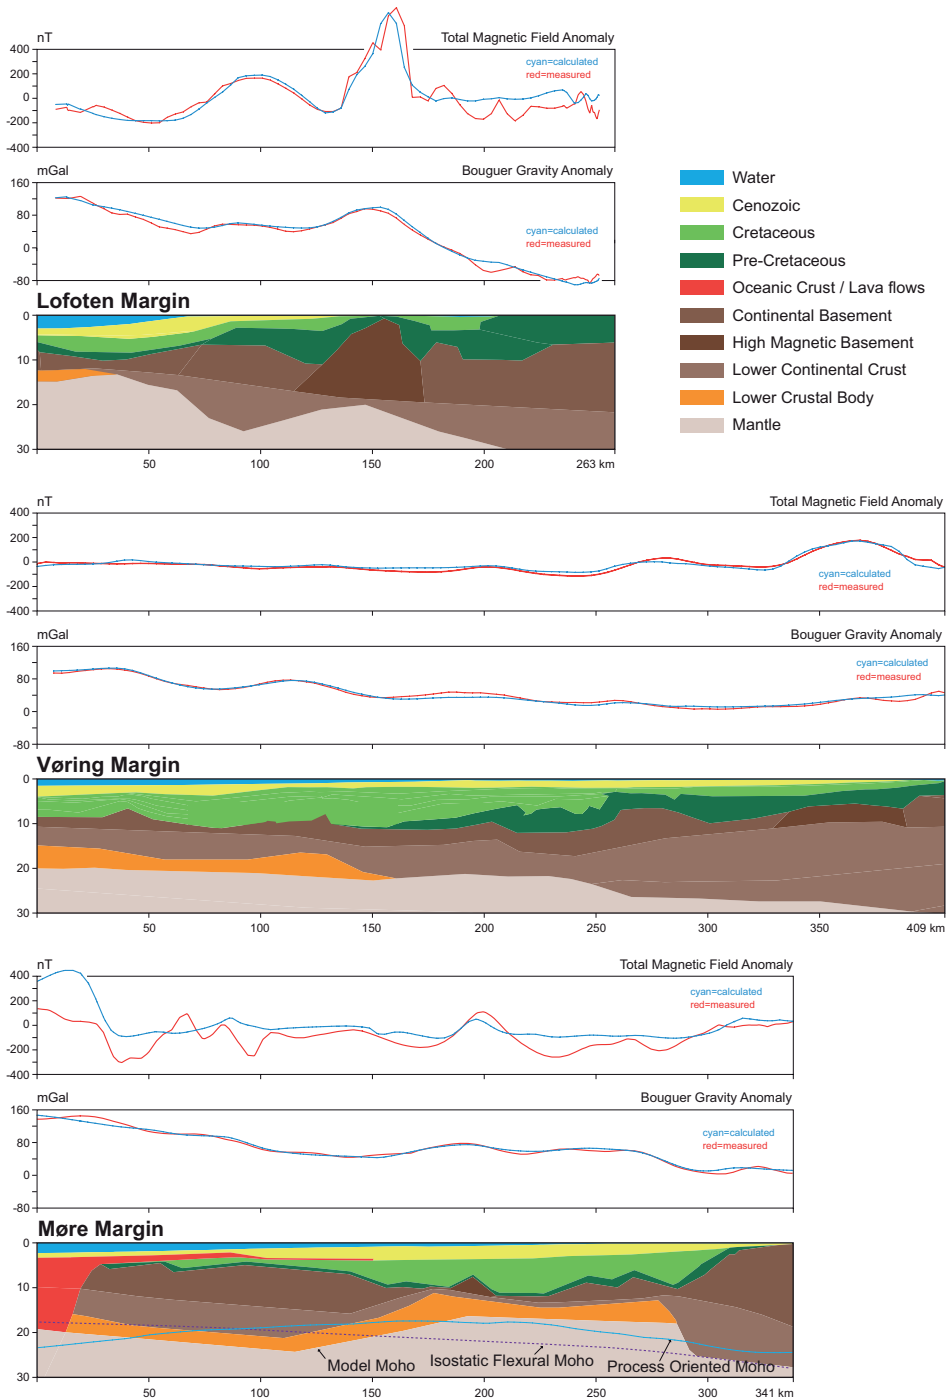 nT
Total Magnetic Field Anomaly
400
200
0
-200
-400
cyan=calculated
red=measured
mGal
Bouguer Gravity Anomaly
160
80
0
-80
cyan=calculated
red=measured
Lofoten Margin
0
10
20
30
50
100
150
200
263 km
Water
Cenozoic
Cretaceous
Pre-Cretaceous
Oceanic Crust / Lava flows
Continental Basement
High Magnetic Basement
Lower Continental Crust
Lower Crustal Body
Mantle
nT
Total Magnetic Field Anomaly
400
200
0
-200
-400
cyan=calculated
red=measured
mGal
Bouguer Gravity Anomaly
160
80
0
-80
cyan=calculated
red=measured
Vøring Margin
0
10
20
30
50
100
150
200
250
300
350
409 km
nT
Total Magnetic Field Anomaly
400
200
0
-200
-400
cyan=calculated
red=measured
mGal
Bouguer Gravity Anomaly
160
80
0
-80
cyan=calculated
red=measured
Møre Margin
0
10
20
30
Model Moho
Isostatic Flexural Moho
Process Oriented Moho
50
100
150
200
250
300
341 km